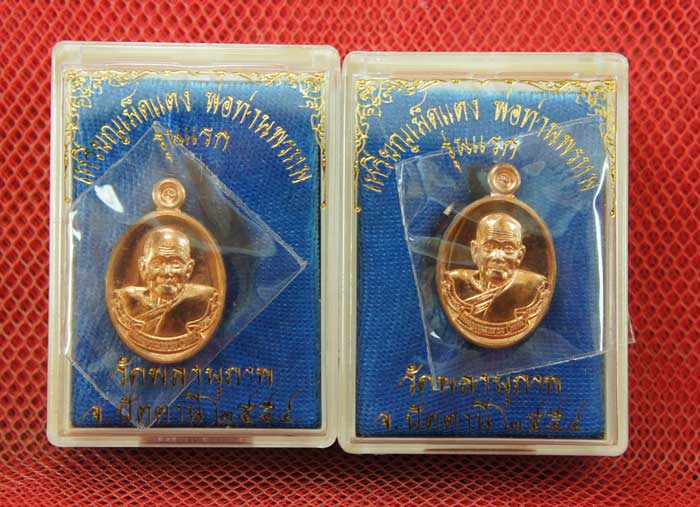 เหรียญเม็ดแตง พ่อท่านพรหม
รุ่นแรก
วัดพลานุภาพ
จ.ปัตตานี ๒๕๕๔
เหรียญเม็ดแตง พ่อท่านพรหม
รุ่นแรก
วัดพลานุภาพ
จ.ปัตตานี ๒๕๕๔